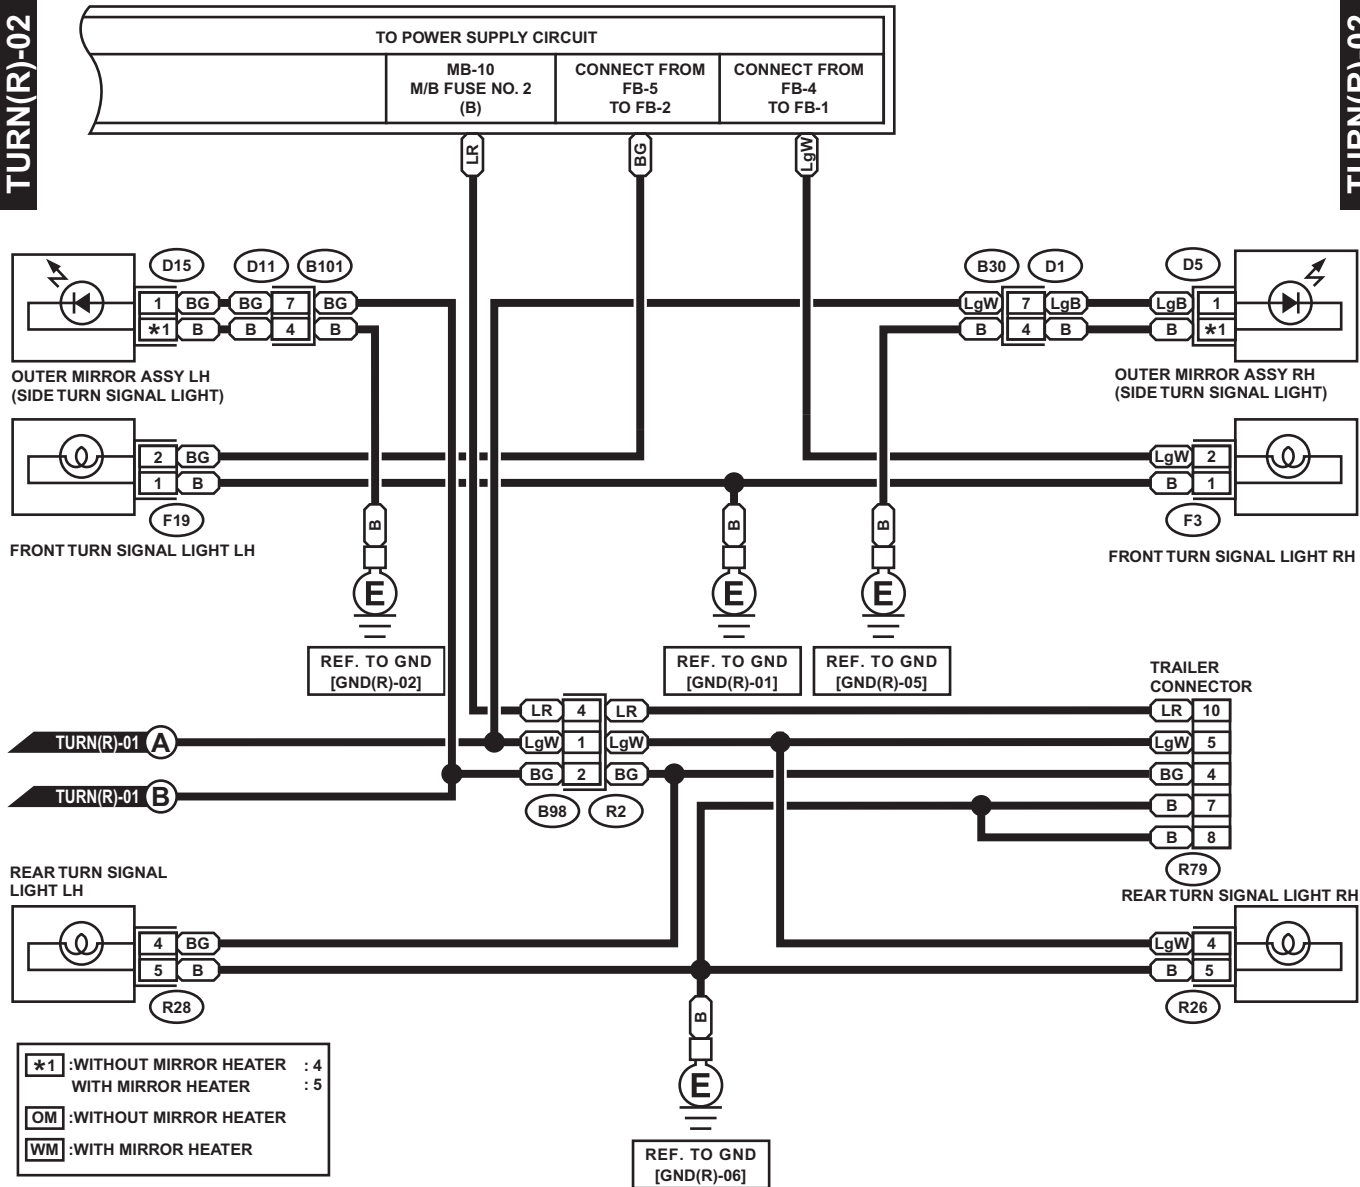 TURN(R)-02
TURN(R)-02
TO POWER SUPPLY CIRCUIT
MB-10
M/B FUSE NO. 2
(B)
CONNECT FROM
FB-5
TO FB-2
CONNECT FROM
FB-4
TO FB-1
LR
BG
LgW
D15
D11
B101
B30
D1
D5
1 BG BG 7 BG
LgW 7 LgB LgB 1
*1 B B 4 B
B 4 B B *1
OUTER MIRROR ASSY LH
(SIDE TURN SIGNAL LIGHT)
OUTER MIRROR ASSY RH
(SIDE TURN SIGNAL LIGHT)
2 BG
LgW 2
1 B
B 1
F19
F3
B
B
B
FRONT TURN SIGNAL LIGHT LH
FRONT TURN SIGNAL LIGHT RH
E
E
E
REF. TO GND
[GND(R)-02]
REF. TO GND
[GND(R)-01]
REF. TO GND
[GND(R)-05]
TRAILER
CONNECTOR
LR 4 LR
LR 10
TURN(R)-01 A
LgW 1 LgW
LgW 5
BG 2 BG
BG 4
TURN(R)-01 B
B98
R2
B 7
B 8
R79
REAR TURN SIGNAL
LIGHT LH
REAR TURN SIGNAL LIGHT RH
4 BG
LgW 4
5 B
B 5
R28
R26
B
E
REF. TO GND
[GND(R)-06]
*1 :WITHOUT MIRROR HEATER : 4
WITH MIRROR HEATER : 5
OM :WITHOUT MIRROR HEATER
WM :WITH MIRROR HEATER